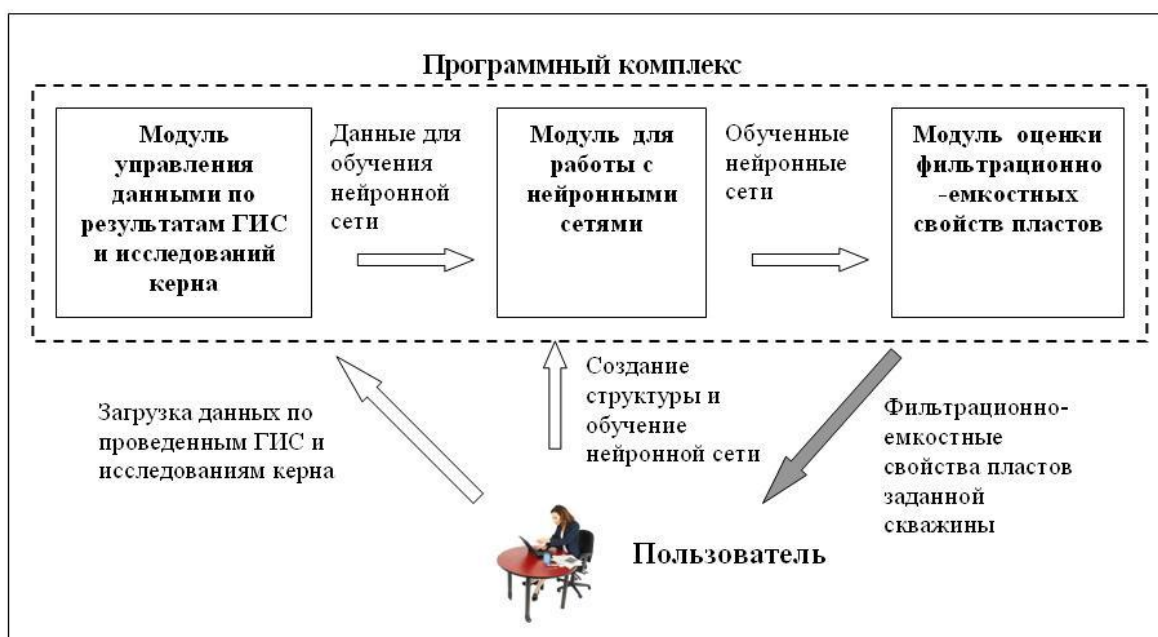 Программный комплекс
Модуль
управления
данными по
результатам ГИС
и исследований
керна
Данные для
обучения
нейронной
сети
Модуль для
работы с
нейронными
сетями
Обученные
нейронные
сети
Модуль оценки
фильтрационно
-емкостных
свойств пластов
Загрузка данных по
проведенным ГИС и
исследованиям керна
Создание
структуры и
обучение
нейронной сети
Фильтрационно-
емкостные
свойства пластов
заданной
скважины
Пользователь